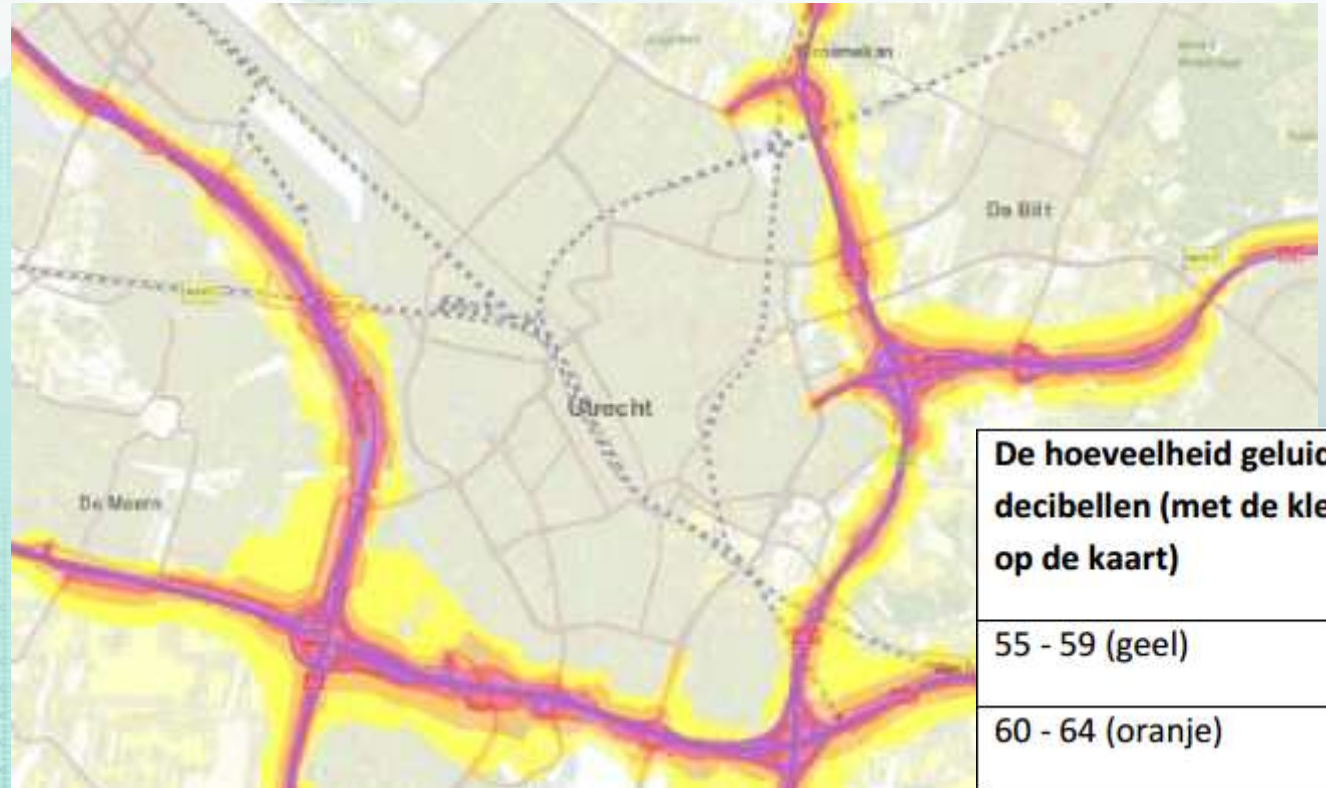 De Bilt
Utrecht
De Meern
De hoeveelheid geluid
decibellen (met de kle
op de kaart)
55 - 59 (geel)
60 - 64 (oranje)